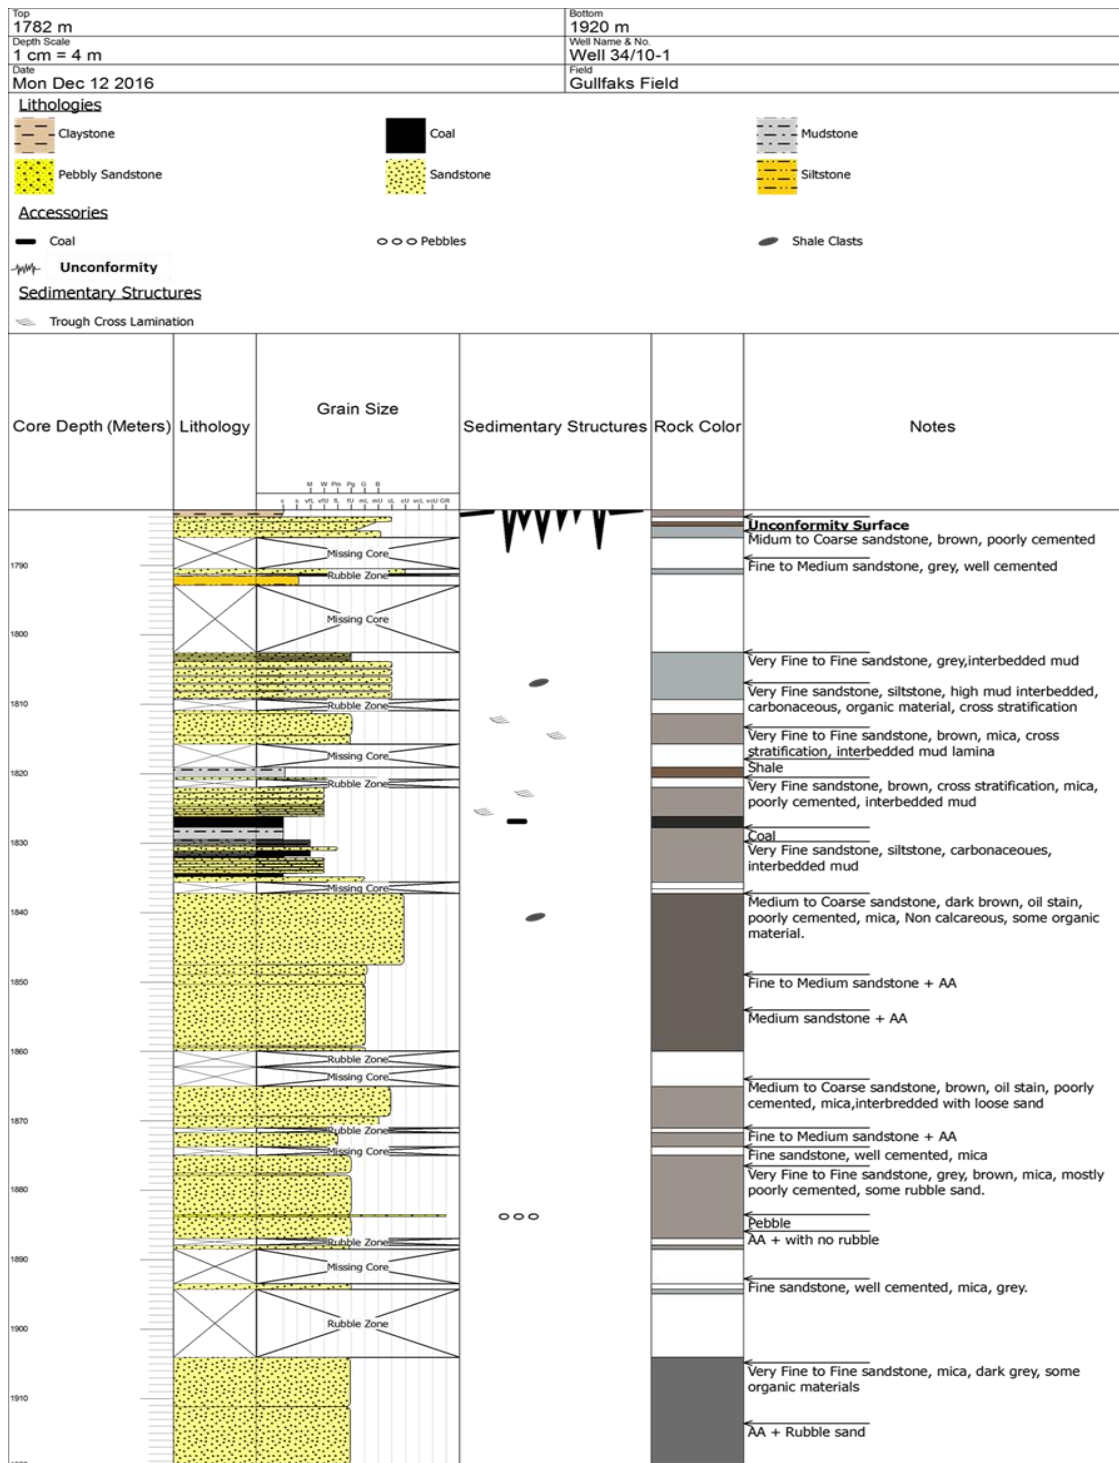 Top
1782 m
Bottom
1920 m
Depth Scale
1 cm = 4 m
Well Name & No.
Well 34/10-1
Date
Mon Dec 12 2016
Field
Gullfaks Field
Lithologies
Claystone
Coal
Mudstone
Pebbly Sandstone
Sandstone
Siltstone
Accessories
Coal
Pebbles
Shale Clasts
Unconformity
Sedimentary Structures
Trough Cross Lamination
Core Depth (Meters)
Lithology
Grain Size
Sedimentary Structures
Rock Color
Notes
M W Pm Pg G B
c s vfL vfU fL fU mL mU cL cU vcL vcU GR
Unconformity Surface
Midum to Coarse sandstone, brown, poorly cemented
Missing Core
1790
Fine to Medium sandstone, grey, well cemented
Rubble Zone
Missing Core
1800
Very Fine to Fine sandstone, grey,interbedded mud
Very Fine sandstone, siltstone, high mud interbedded,
carbonaceous, organic material, cross stratification
Rubble Zone
1810
Very Fine to Fine sandstone, brown, mica, cross
stratification, interbedded mud lamina
Missing Core
Shale
1820
Rubble Zone
Very Fine sandstone, brown, cross stratification, mica,
poorly cemented, interbedded mud
Coal
1830
Very Fine sandstone, siltstone, carbonaceoues,
interbedded mud
Missing Core
Medium to Coarse sandstone, dark brown, oil stain,
poorly cemented, mica, Non calcareous, some organic
material.
1840
1850
Fine to Medium sandstone + AA
Medium sandstone + AA
1860
Rubble Zone
Missing Core
Medium to Coarse sandstone, brown, oil stain, poorly
cemented, mica,interbredded with loose sand
1870
Rubble Zone
Fine to Medium sandstone + AA
Missing Core
Fine sandstone, well cemented, mica
Very Fine to Fine sandstone, grey, brown, mica, mostly
poorly cemented, some rubble sand.
1880
Pebble
Rubble Zone
AA + with no rubble
1890
Missing Core
Fine sandstone, well cemented, mica, grey.
Rubble Zone
1900
Very Fine to Fine sandstone, mica, dark grey, some
organic materials
1910
AA + Rubble sand